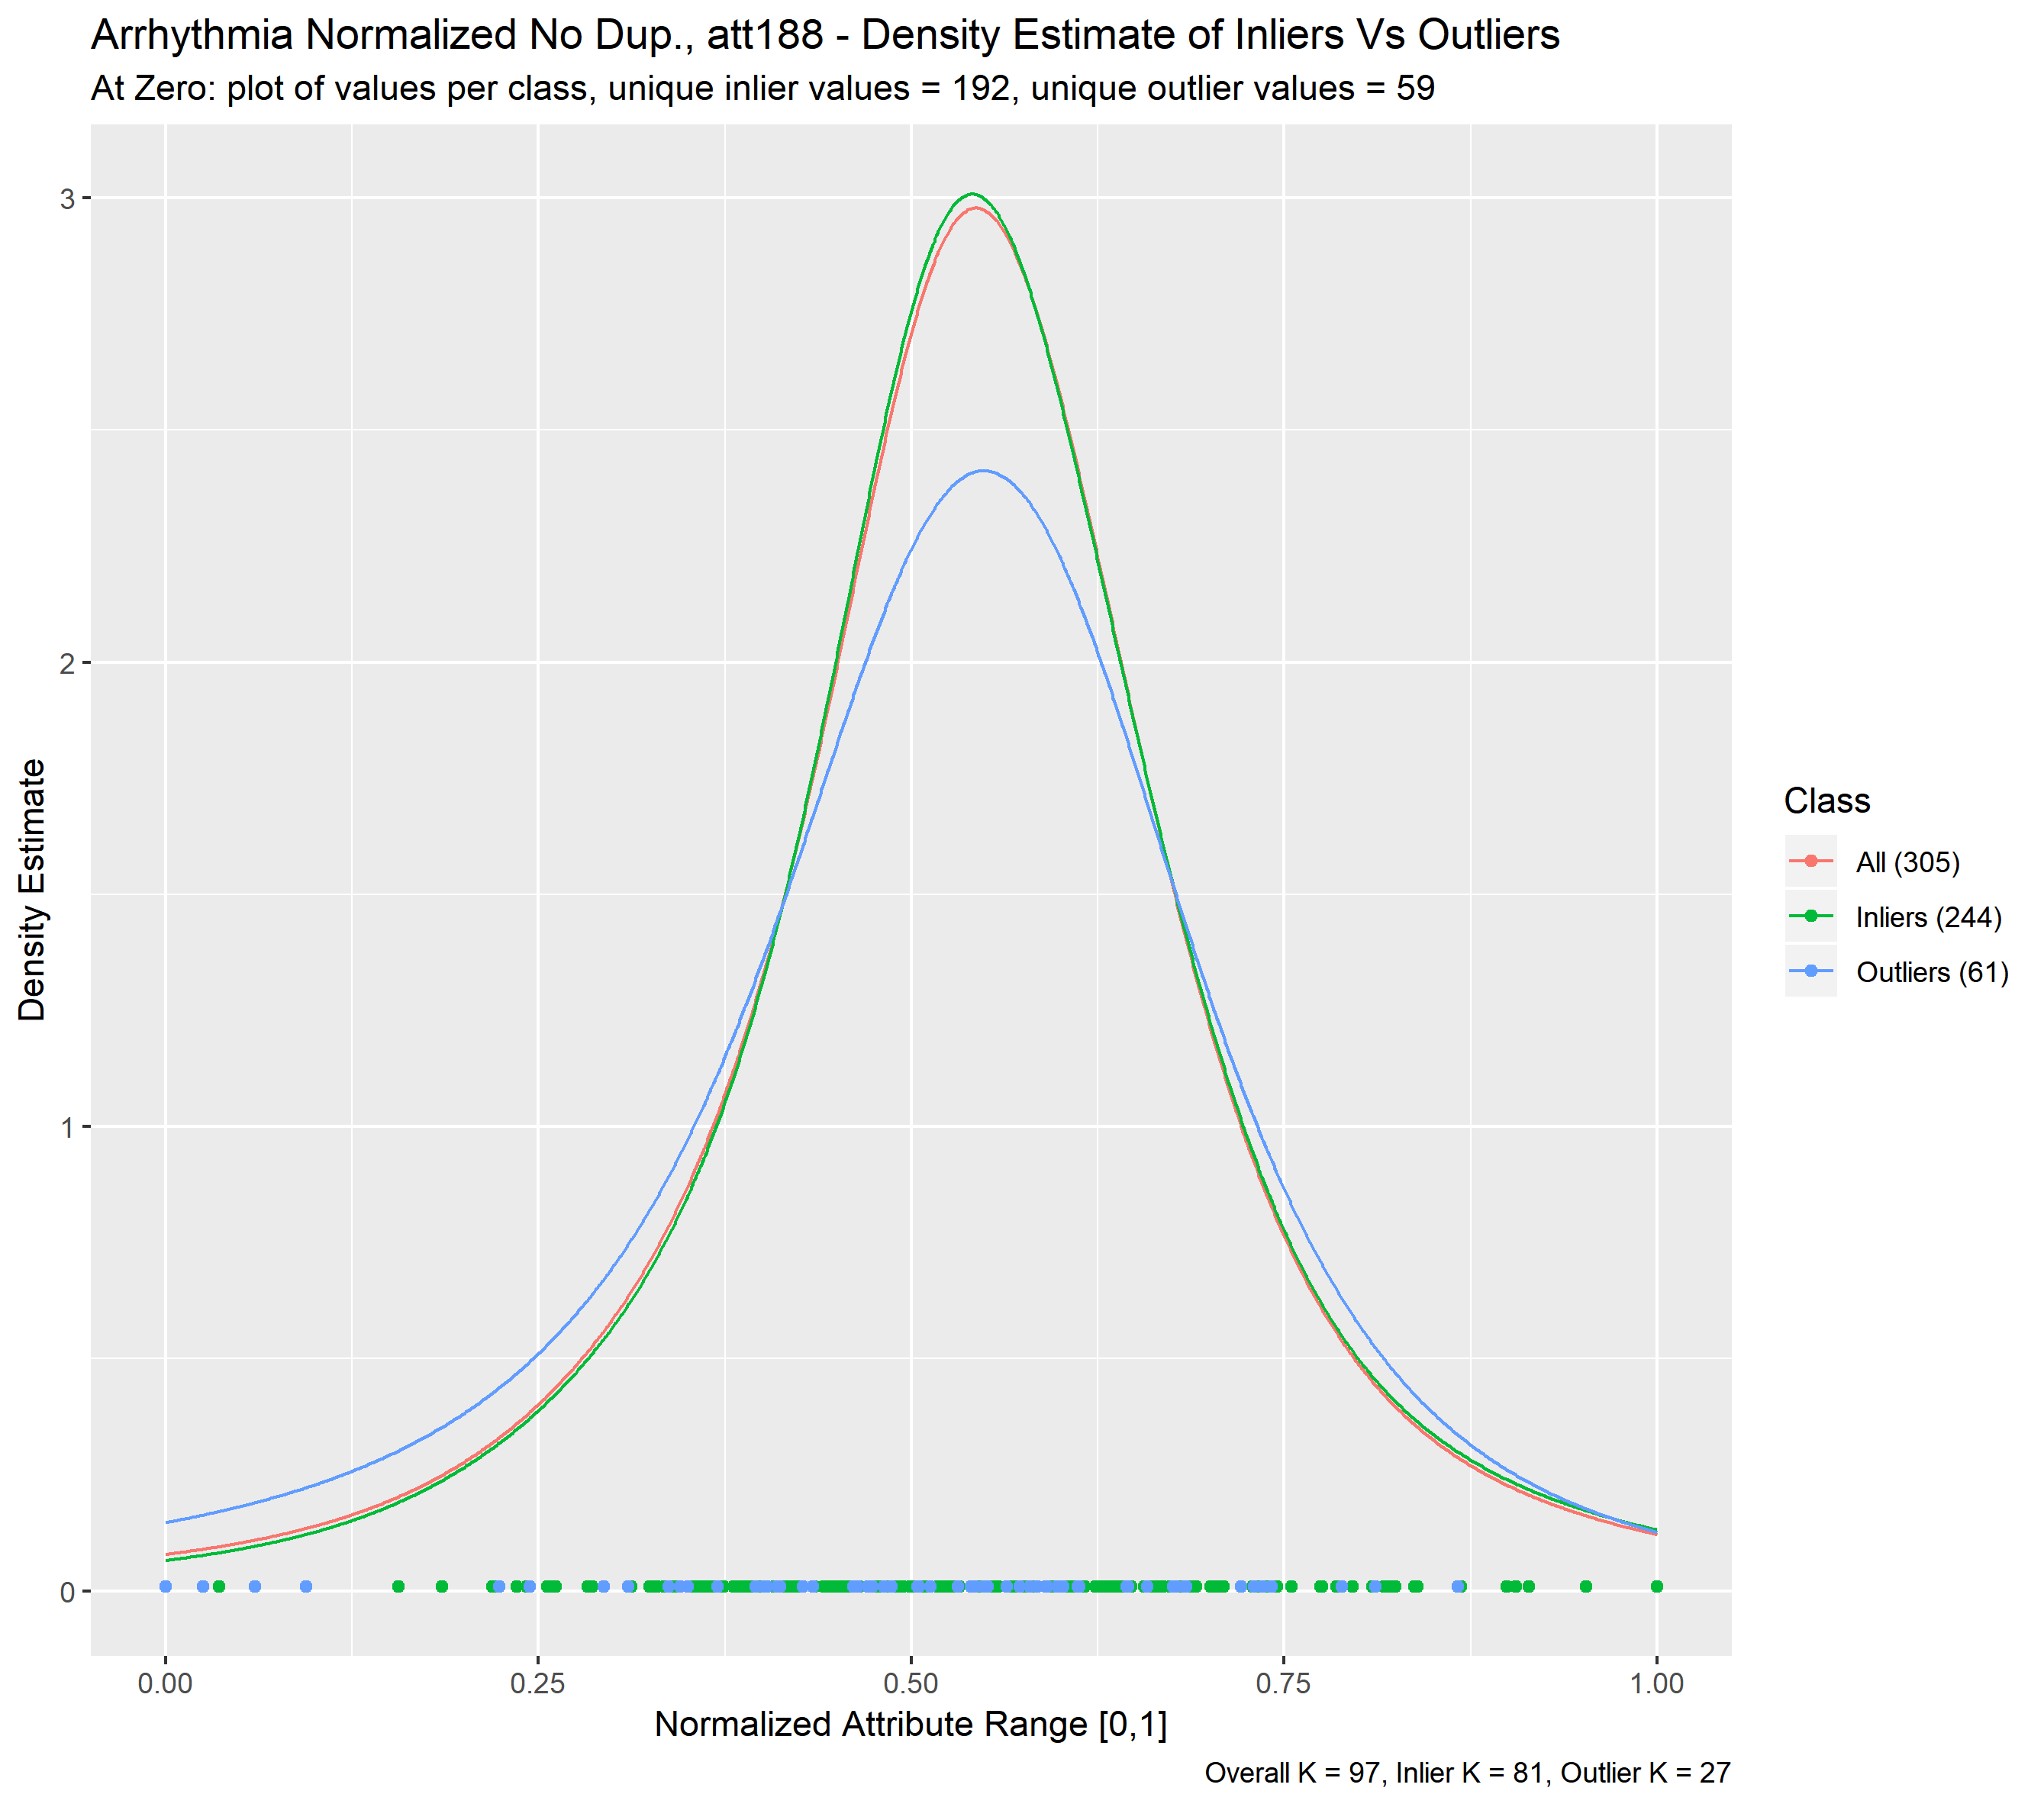 Arrhythmia Normalized No Dup., att188 - Density Estimate of Inliers Vs Outliers
At Zero: plot of values per class, unique inlier values = 192, unique outlier values = 59
3
2
1
0
Density Estimate
0.00 0.25 0.50 0.75 1.00
Normalized Attribute Range [0,1]
Class
All (305)
Inliers (244)
Outliers (61)
Overall K = 97, Inlier K = 81, Outlier K = 27